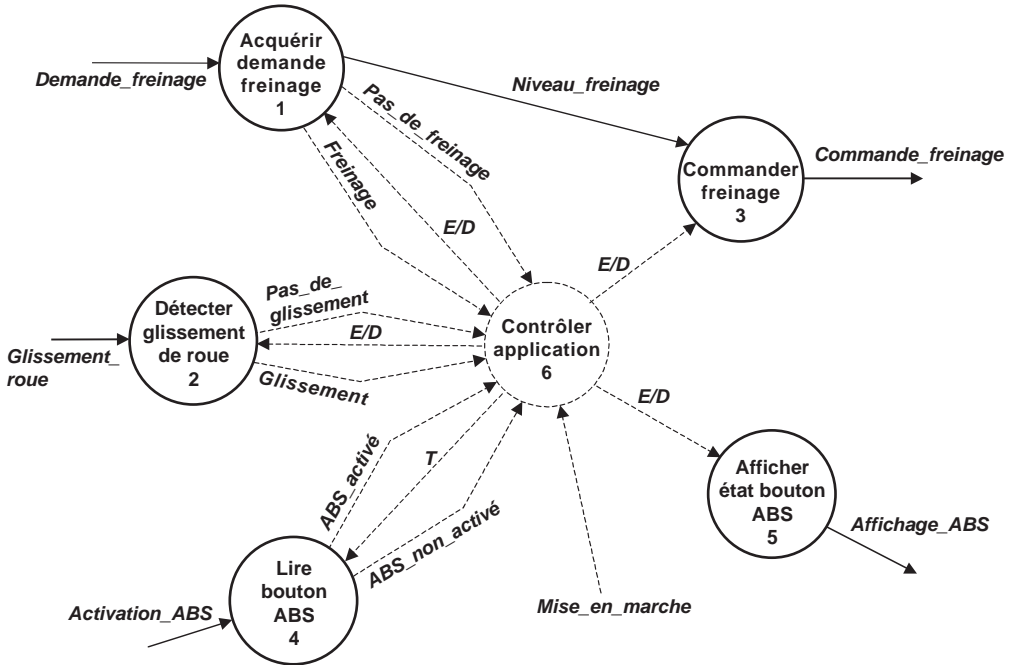 Acquérir
demande
freinage
1
Demande_freinage
Niveau_freinage
Pas_de_freinage
Freinage
E/D
Commander
freinage
3
Commande_freinage
E/D
Détecter
glissement
de roue
2
Glissement_
roue
Pas_de_
glissement
E/D
Glissement
Contrôler
application
6
E/D
ABS_activé
T
ABS_non_activé
Afficher
état bouton
ABS
5
Affichage_ABS
Lire
bouton
ABS
4
Activation_ABS
Mise_en_marche